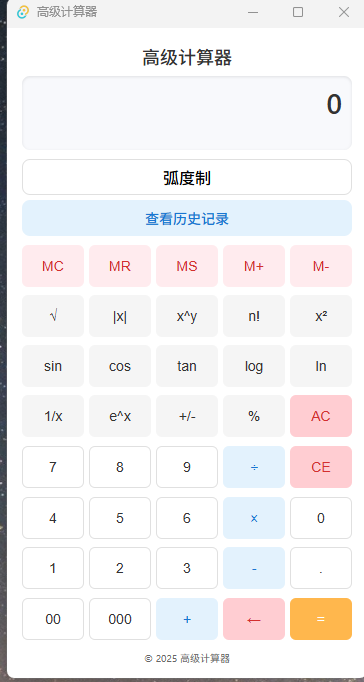 高级计算器
高级计算器
0
弧度制
查看历史记录
MC MR MS M+ M-
√ |x| x^y n! x²
sin cos tan log ln
1/x e^x +/- % AC
7 8 9 ÷ CE
4 5 6 × 0
1 2 3 - .
00 000 + ← =
© 2025 高级计算器